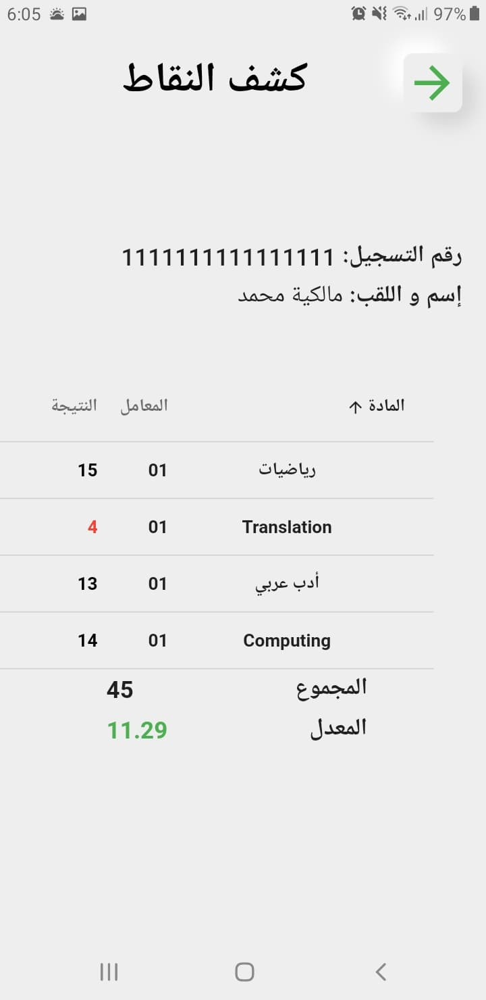 6:05 97%
كشف النقاط
رقم التسجيل: 1111111111111111
إسم و اللقب: مالكية محمد
المادة ↑ المعامل النتيجة
رياضيات 01 15
Translation 01 4
أدب عربي 01 13
Computing 01 14
المجموع 45
المعدل 11.29